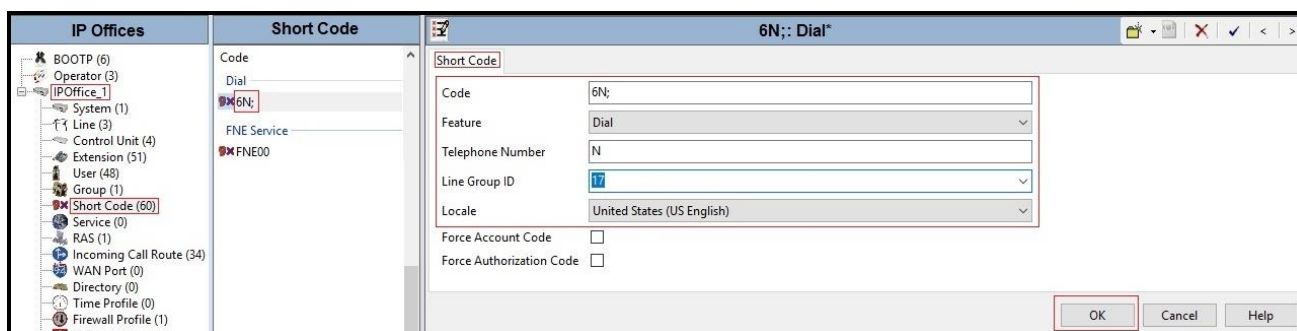 IP Offices
BOOTP (6)
Operator (3)
IPOffice_1
System (1)
Line (3)
Control Unit (4)
Extension (51)
User (48)
Group (1)
Short Code (60)
Service (0)
RAS (1)
Incoming Call Route (34)
WAN Port (0)
Directory (0)
Time Profile (0)
Firewall Profile (1)
Short Code
Code
Dial
6N;
FNE Service
FNE00
6N;: Dial*
Short Code
Code 6N;
Feature Dial
Telephone Number N
Line Group ID 17
Locale United States (US English)
Force Account Code
Force Authorization Code
OK Cancel Help